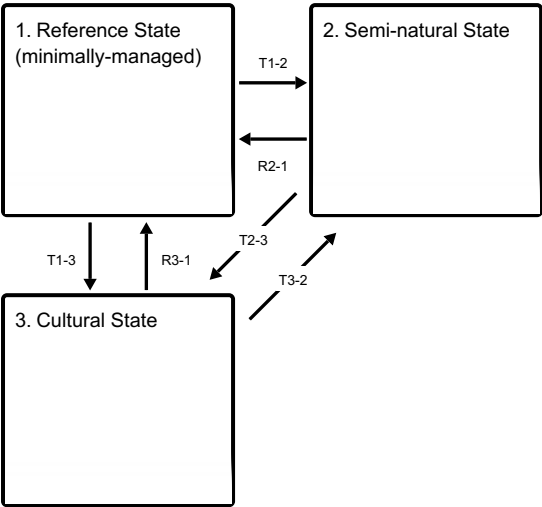 1. Reference State
(minimally-managed)
2. Semi-natural State
T1-2
R2-1
T1-3
R3-1
T2-3
T3-2
3. Cultural State